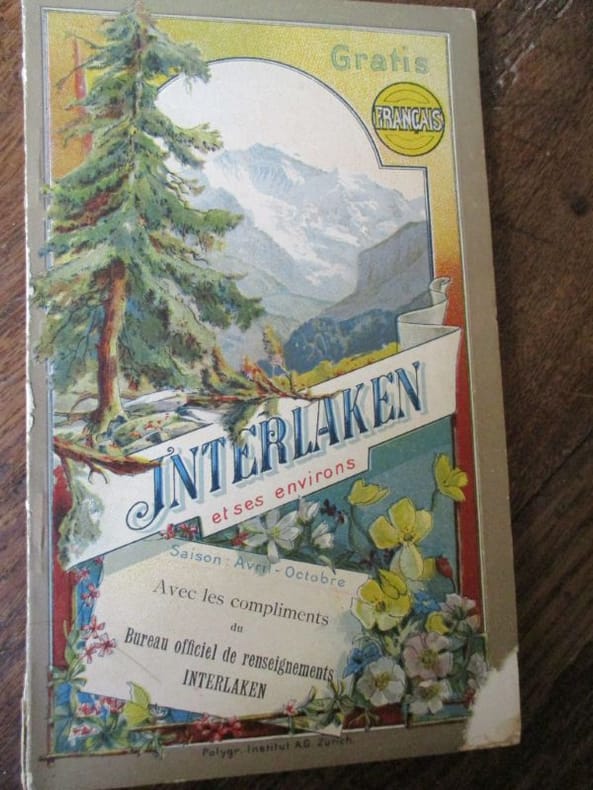 Gratis
FRANÇAIS
INTERLAKEN
et ses environs
Saison: Avril - Octobre
Avec les compliments
du
Bureau officiel de renseignements
INTERLAKEN
Polygr. Institut A.G. Zürich.